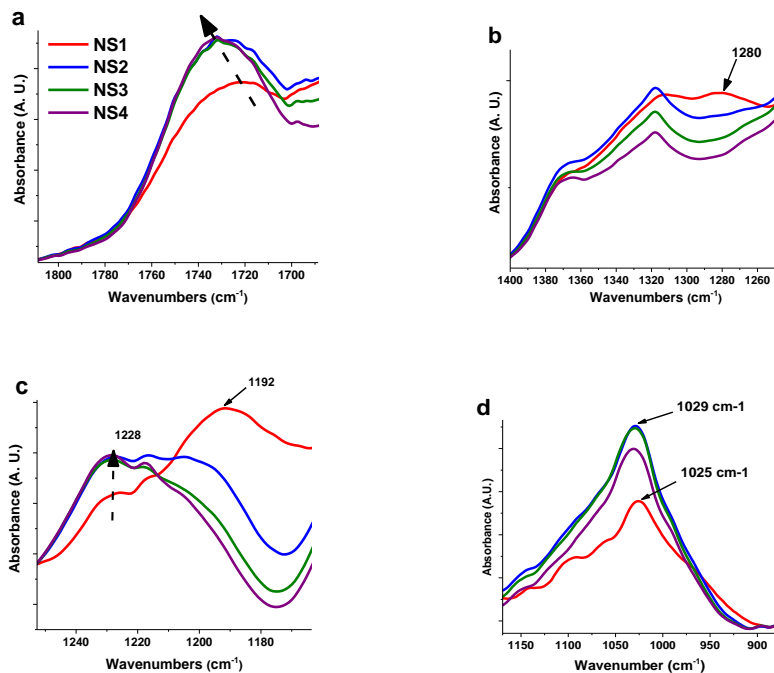 a
NS1
NS2
NS3
NS4
Absorbance (A. U.)
1800 1780 1760 1740 1720 1700
Wavenumbers (cm-1)
b
1280
Absorbance (A. U.)
1400 1380 1360 1340 1320 1300 1280 1260
Wavenumbers (cm-1)
c
1192
1228
Absorbance (A. U.)
1240 1220 1200 1180
Wavenumbers (cm-1)
d
1029 cm-1
1025 cm-1
Absorbance (A.U.)
1150 1100 1050 1000 950 900
Wavenumber (cm-1)